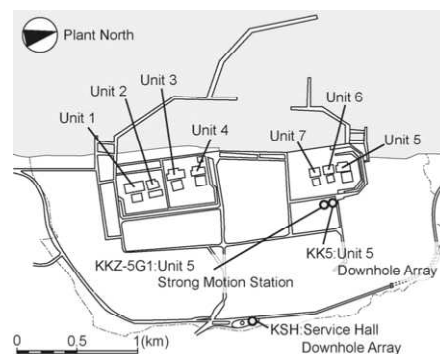 Plant North
Unit 3
Unit 2
Unit 1
Unit 4
Unit 6
Unit 7
Unit 5
KKZ-5G1:Unit 5
Strong Motion Station
KK5:Unit 5
Downhole Array
KSH:Service Hall
Downhole Array
0 0.5 1(km)